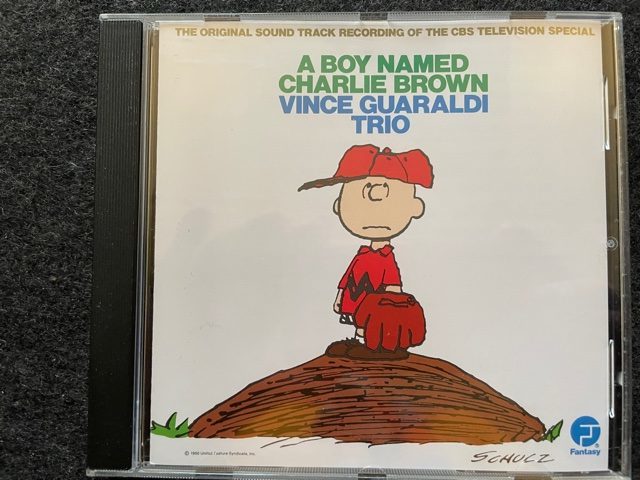 THE ORIGINAL SOUND TRACK RECORDING OF THE CBS TELEVISION SPECIAL
A BOY NAMED
CHARLIE BROWN
VINCE GUARALDI
TRIO
SCHULZ
Fantasy